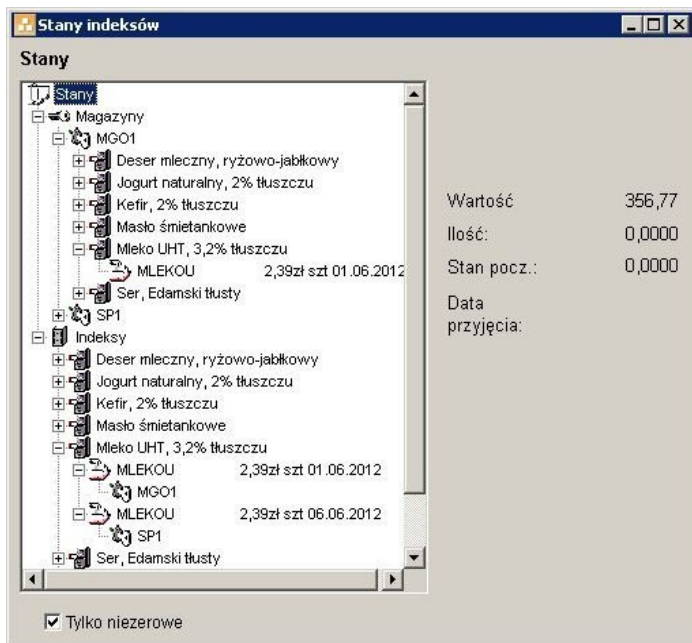 Stany indeksów
Stany
Stany
Magazyny
MGO1
Deser mleczny, ryżowo-jabłkowy
Jogurt naturalny, 2% tłuszczu
Kefir, 2% tłuszczu
Masło śmietankowe
Mleko UHT, 3,2% tłuszczu
MLEKOU 2,39zł szt 01.06.2012
Ser, Edamski tłusty
SP1
Indeksy
Deser mleczny, ryżowo-jabłkowy
Jogurt naturalny, 2% tłuszczu
Kefir, 2% tłuszczu
Masło śmietankowe
Mleko UHT, 3,2% tłuszczu
MLEKOU 2,39zł szt 01.06.2012
MGO1
MLEKOU 2,39zł szt 06.06.2012
SP1
Ser, Edamski tłusty
Tylko niezerowe
Wartość 356,77
Ilość: 0,0000
Stan pocz.: 0,0000
Data
przyjęcia: